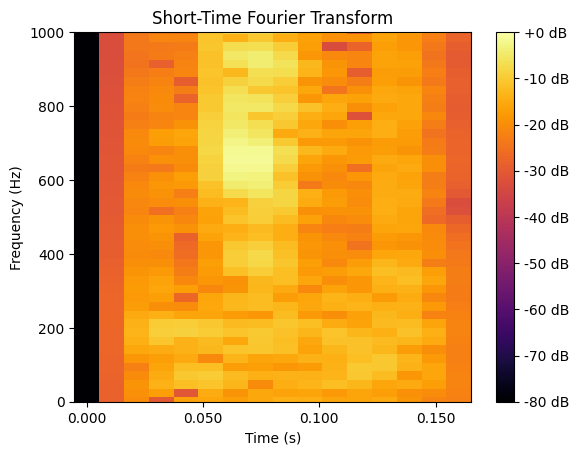 Short-Time Fourier Transform
1000
800
600
400
200
0
Frequency (Hz)
0.000
0.050
0.100
0.150
Time (s)
+0 dB
-10 dB
-20 dB
-30 dB
-40 dB
-50 dB
-60 dB
-70 dB
-80 dB